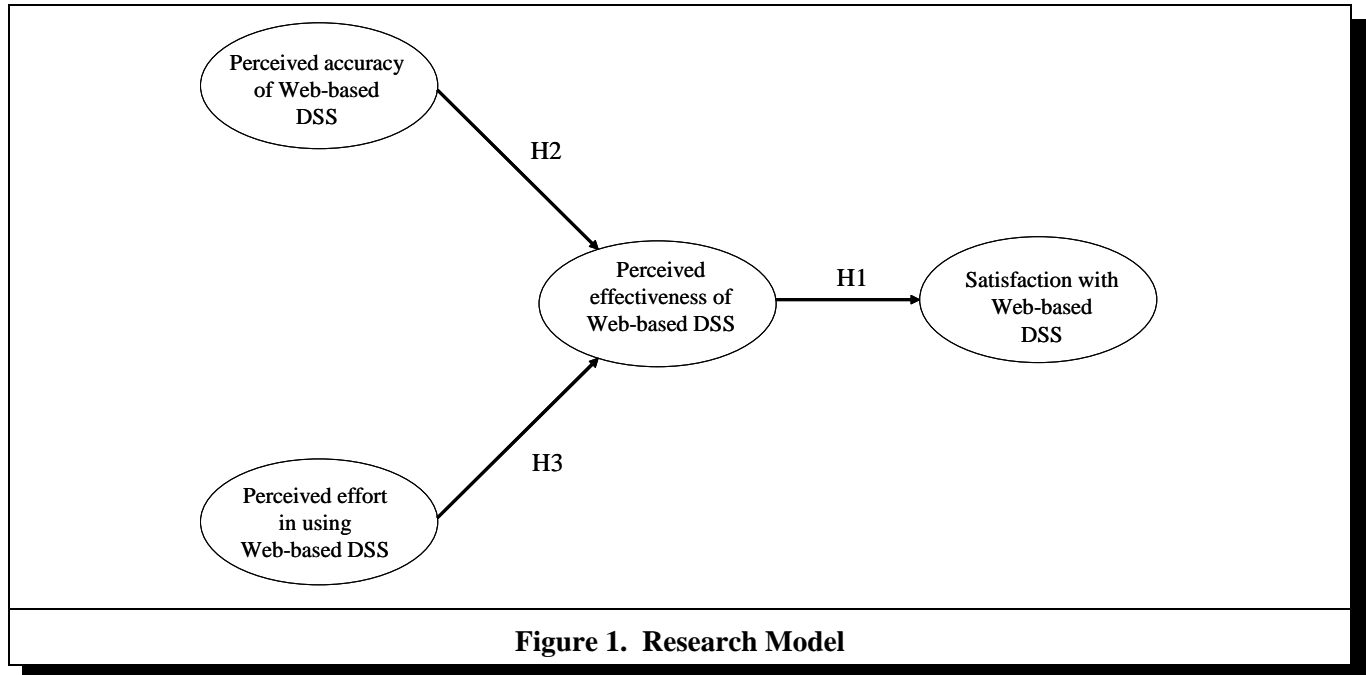 Perceived accuracy
of Web-based
DSS
H2
Perceived
effectiveness of
Web-based DSS
H1
Satisfaction with
Web-based
DSS
H3
Perceived effort
in using
Web-based DSS
Figure 1. Research Model